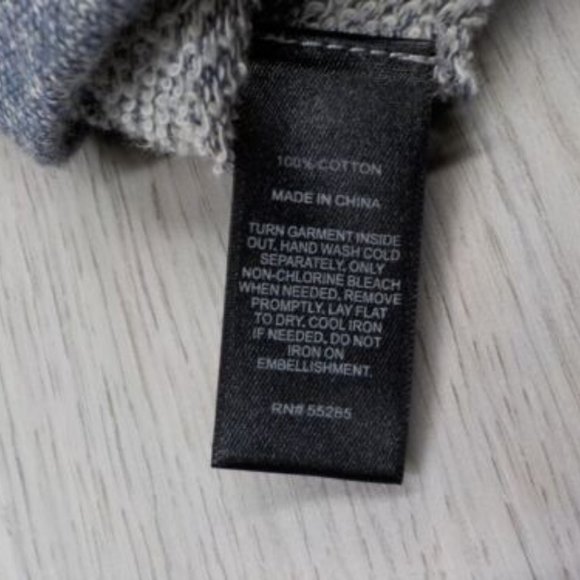 100% COTTON
MADE IN CHINA
TURN GARMENT INSIDE
OUT, HAND WASH COLD
SEPARATELY, ONLY
NON-CHLORINE BLEACH
WHEN NEEDED, REMOVE
PROMPTLY, LAY FLAT
TO DRY, COOL IRON
IF NEEDED, DO NOT
IRON ON
EMBELLISHMENT.
RN# 55285